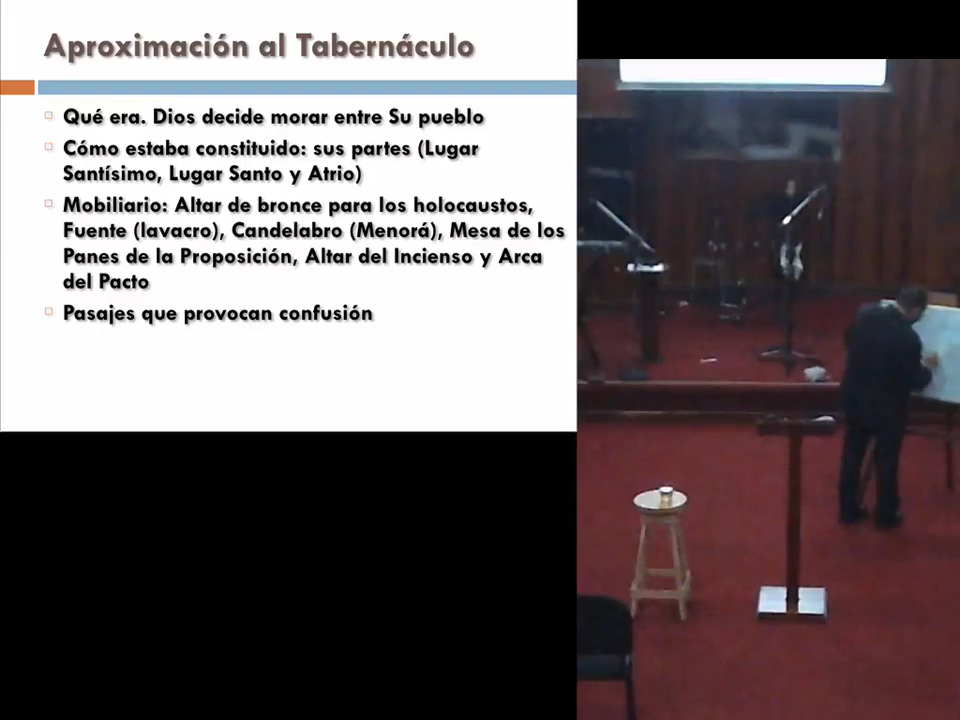 Aproximación al Tabernáculo
Qué era. Dios decide morar entre Su pueblo
Cómo estaba constituido: sus partes (Lugar
Santísimo, Lugar Santo y Atrio)
Mobiliario: Altar de bronce para los holocaustos,
Fuente (lavacro), Candelabro (Menorá), Mesa de los
Panes de la Proposición, Altar del Incienso y Arca
del Pacto
Pasajes que provocan confusión